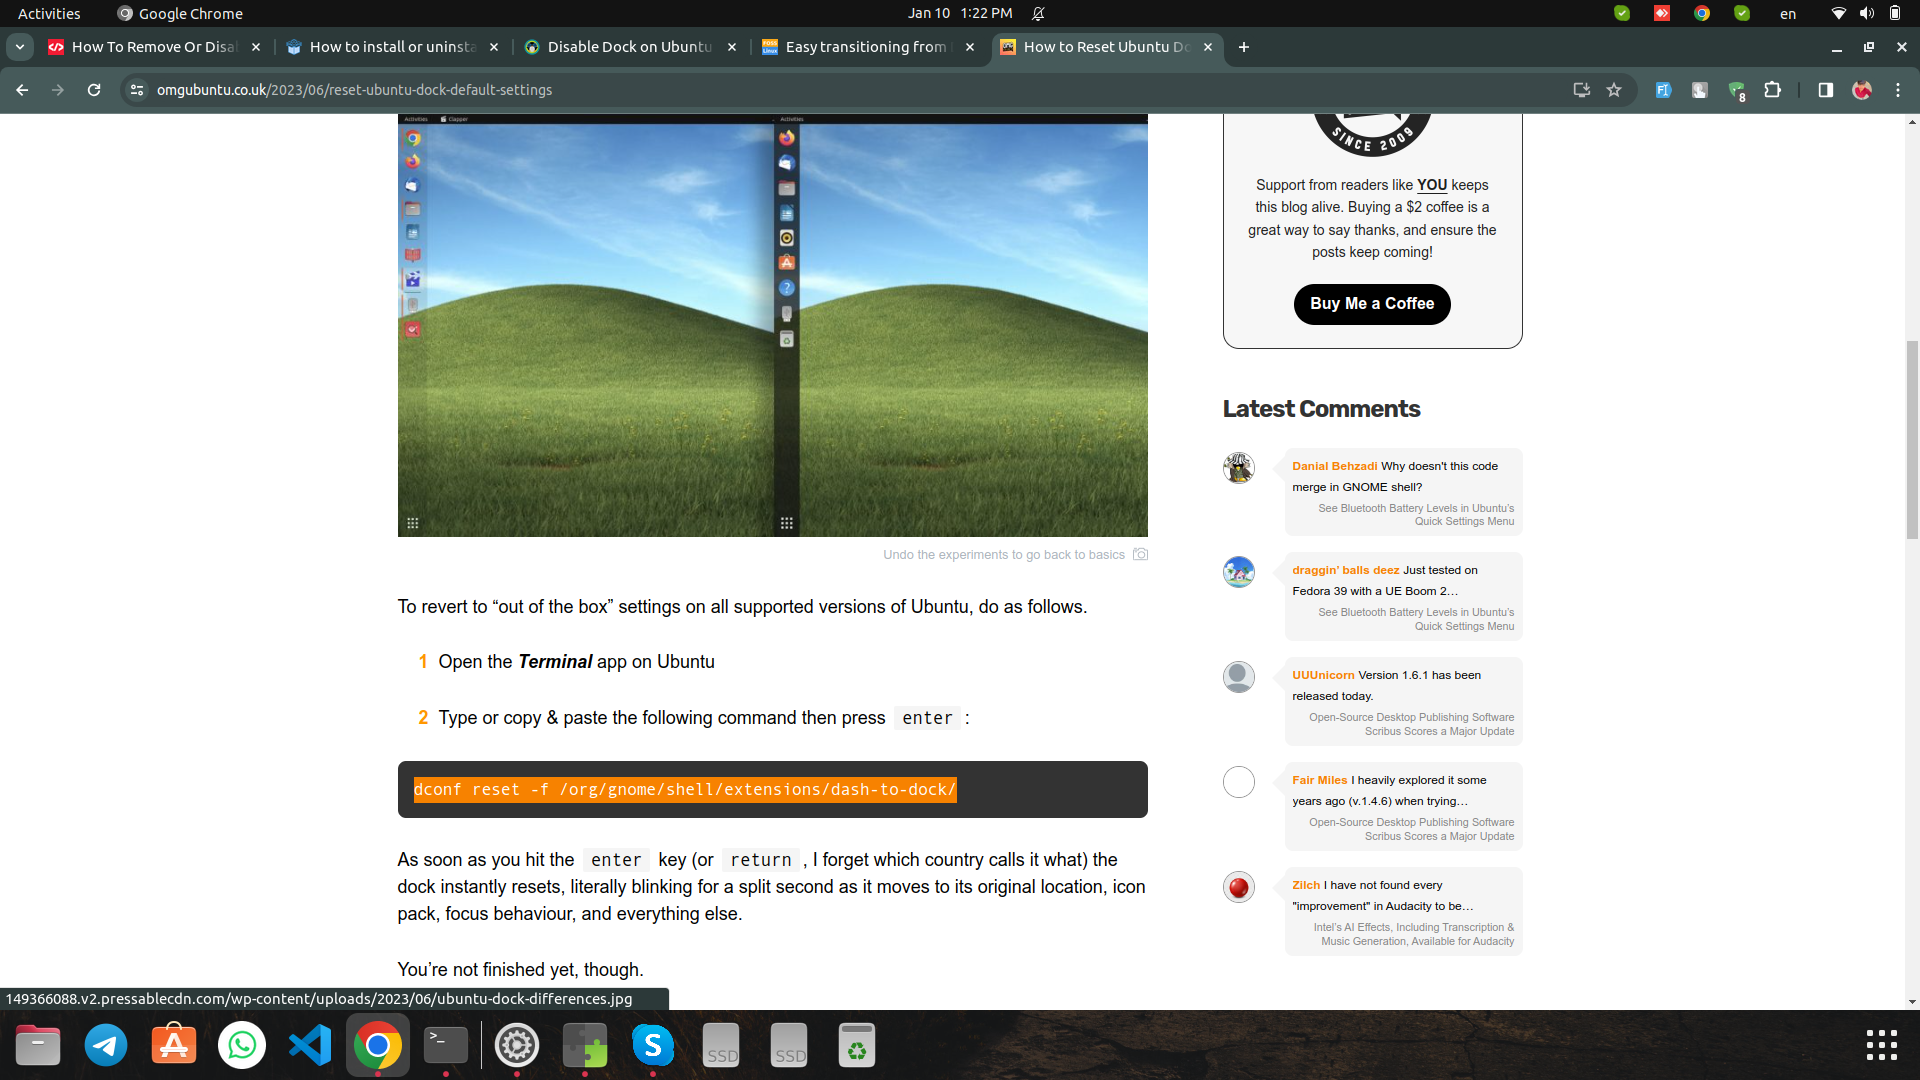 Activities
Google Chrome
Jan 10 1:22 PM
en
How To Remove Or Disa
How to install or uninsta
Disable Dock on Ubuntu
Easy transitioning from
How to Reset Ubuntu Do
omgubuntu.co.uk/2023/06/reset-ubuntu-dock-default-settings
8
Activities Clapper
Activities
Undo the experiments to go back to basics
To revert to “out of the box” settings on all supported versions of Ubuntu, do as follows.
1 Open the Terminal app on Ubuntu
2 Type or copy & paste the following command then press enter :
dconf reset -f /org/gnome/shell/extensions/dash-to-dock/
As soon as you hit the enter key (or return , I forget which country calls it what) the
dock instantly resets, literally blinking for a split second as it moves to its original location, icon
pack, focus behaviour, and everything else.
You’re not finished yet, though.
SINCE 2009
Support from readers like YOU keeps
this blog alive. Buying a $2 coffee is a
great way to say thanks, and ensure the
posts keep coming!
Buy Me a Coffee
Latest Comments
Danial Behzadi Why doesn't this code
merge in GNOME shell?
See Bluetooth Battery Levels in Ubuntu’s
Quick Settings Menu
draggin’ balls deez Just tested on
Fedora 39 with a UE Boom 2…
See Bluetooth Battery Levels in Ubuntu’s
Quick Settings Menu
UUUnicorn Version 1.6.1 has been
released today.
Open-Source Desktop Publishing Software
Scribus Scores a Major Update
Fair Miles I heavily explored it some
years ago (v.1.4.6) when trying…
Open-Source Desktop Publishing Software
Scribus Scores a Major Update
Zilch I have not found every
"improvement" in Audacity to be…
Intel’s AI Effects, Including Transcription &
Music Generation, Available for Audacity
149366088.v2.pressablecdn.com/wp-content/uploads/2023/06/ubuntu-dock-differences.jpg
SSD
SSD